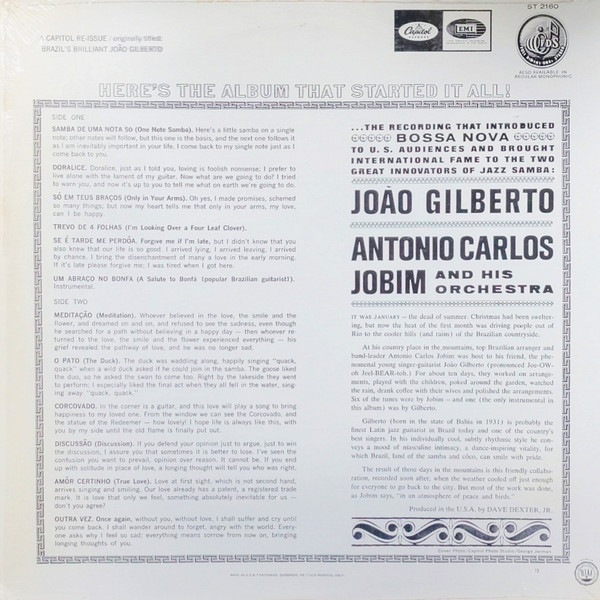 A CAPITOL RE-ISSUE / originally titled:
BRAZIL'S BRILLIANT JOÃO GILBERTO
Capitol
EMI
ST 2160
ALSO AVAILABLE IN
REGULAR MONOPHONIC
HERE'S THE ALBUM THAT STARTED IT ALL!
SIDE ONE
SAMBA DE UMA NOTA SÓ (One Note Samba). Here's a little samba on a single
note; other notes will follow, but this one is the basis, and the next one follows it
as I am inevitably important in your life. I come back to my single note just as I
come back to you.
DORALICE. Doralice, just as I told you, loving is foolish nonsense; I prefer to
live alone with the lament of my guitar. Now what are we going to do? I tried
to warn you, and now it's up to you to tell me what on earth we're going to do.
SÓ EM TEUS BRAÇOS (Only in Your Arms). Oh yes, I made promises, schemed
so many things; but now my heart tells me that only in your arms, my love,
can I be happy.
TREVO DE 4 FOLHAS (I'm Looking Over a Four Leaf Clover).
SE É TARDE ME PERDÔA. Forgive me if I'm late, but I didn't know that you
also knew that our life is so good. I arrived lying, I arrived leaving, I arrived
by chance. I bring the disenchantment of many a love in the early morning.
If it's late please forgive me; I was tired when I got here.
UM ABRAÇO NO BONFA (A Salute to Bonfá [popular Brazilian guitarist]).
Instrumental.
SIDE TWO
MEDITAÇÃO (Meditation). Whoever believed in the love, the smile and the
flower, and dreamed on and on, and refused to see the sadness, even though
he searched for a path without believing in a happy day — then whoever re-
turned to the love, the smile and the flower experienced everything — his
grief revealed the pathway of love, and he was no longer sad.
O PATO (The Duck). The duck was waddling along, happily singing "quack,
quack" when a wild duck asked if he could join in the samba. The goose liked
the duo, so he asked the swan to come too. Right by the lakeside they went
to perform; I especially liked the final act when they all fell in the water, sing-
ing away "quack, quack."
CORCOVADO. In the corner is a guitar, and this love will play a song to bring
happiness to my loved one. From the window we can see the Corcovado, and
the statue of the Redeemer — how lovely! I hope life is always like this, with
you by my side until the old flame is finally put out.
DISCUSSÃO (Discussion). If you defend your opinion just to argue, just to win
the discussion, I assure you that sometimes it is better to lose. I've seen the
confusion you want to prevail, opinion over reason. It cannot be. If you end
up with solitude in place of love, a longing thought will tell you who was right.
AMÔR CERTINHO (True Love). Love at first sight, which is not second hand,
arrives singing and smiling. Our love already has a patent, a registered trade
mark. It is love that only we feel, something absolutely inevitable for us —
don't you agree?
OUTRA VEZ. Once again, without you, without love, I shall suffer and cry until
you come back, I shall wander around to forget, angry with the world. Every-
one asks why I feel so sad: everything means sorrow from now on, bringing
longing thoughts of you.
...THE RECORDING THAT INTRODUCED
BOSSA NOVA
TO U.S. AUDIENCES AND BROUGHT
INTERNATIONAL FAME TO THE TWO
GREAT INNOVATORS OF JAZZ SAMBA:
JOÃO GILBERTO
ANTONIO CARLOS
JOBIM AND HIS ORCHESTRA
IT WAS JANUARY — the dead of summer. Christmas had been swelter-
ing, but now the heat of the first month was driving people out of
Rio to the cooler hills (and rains) of the Brazilian countryside.
At his country place in the mountains, top Brazilian arranger and
band-leader Antonio Carlos Jobim was host to his friend, the phe-
nomenal young singer-guitarist João Gilberto (pronounced Joe-OW-
oh Jeel-BEAR-toh.) For about ten days, they worked on arrange-
ments, played with the children, poked around the garden, watched
the rain, drank coffee with their wives and polished the arrangements.
Six of the tunes were by Jobim – and one (the only instrumental in
this album) was by Gilberto.
Gilberto (born in the state of Bahia in 1931) is probably the
finest Latin jazz guitarist in Brazil today and one of the country's
best singers. In his individually cool, subtly rhythmic style he con-
veys a mood of masculine intimacy, a dance-inspiring vitality, for
which Brazil, land of the samba and côco, can smile with pride.
The result of those days in the mountains is this friendly collabo-
ration, recorded soon after, when the weather cooled off just enough
for everyone to go back to the city. But most of the work was done,
as Jobim says, "in an atmosphere of peace and birds."
Produced in the U.S.A. by DAVE DEXTER, JR.
Cover Photo/Capitol Photo Studio/George Jerman